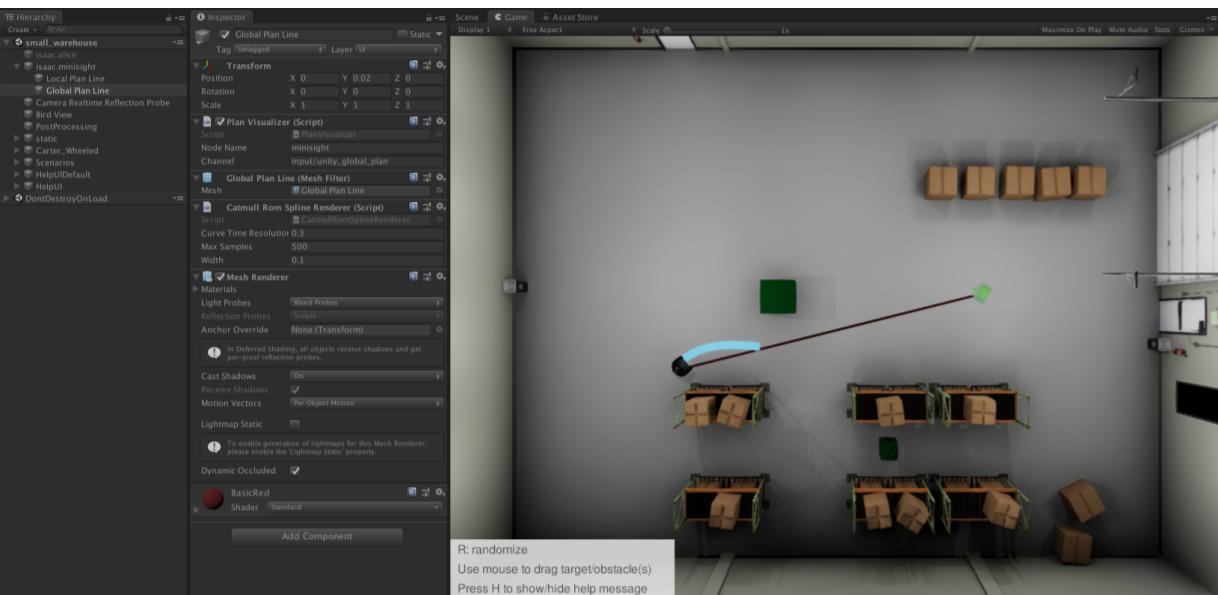 Hierarchy
Create
All
small_warehouse
isaac.alice
isaac.minisight
Local Plan Line
Global Plan Line
Camera Realtime Reflection Probe
Bird View
PostProcessing
static
Carter_Wheeled
Scenarios
HelpUIDefault
HelpUI
DontDestroyOnLoad
Inspector
Global Plan Line
Static
Tag Untagged Layer UI
Transform
Position X 0 Y 0.02 Z 0
Rotation X 0 Y 0 Z 0
Scale X 1 Y 1 Z 1
Plan Visualizer (Script)
Script PlanVisualizer
Node Name minisight
Channel input/unity_global_plan
Global Plan Line (Mesh Filter)
Mesh Global Plan Line
Catmull Rom Spline Renderer (Script)
Script CatmullRomSplineRenderer
Curve Time Resolution 0.3
Max Samples 500
Width 0.1
Mesh Renderer
Materials
Light Probes Blend Probes
Reflection Probes Simple
Anchor Override None (Transform)
In Deferred Shading, all objects receive shadows and get
per-pixel reflection probes.
Cast Shadows On
Receive Shadows
Motion Vectors Per Object Motion
Lightmap Static
To enable generation of lightmaps for this Mesh Renderer,
please enable the 'Lightmap Static' property.
Dynamic Occluded
BasicRed
Shader Standard
Add Component
Scene Game Asset Store
Display 1 Free Aspect Scale 1x Maximize On Play Mute Audio Stats Gizmos
R: randomize
Use mouse to drag target/obstacle(s)
Press H to show/hide help message